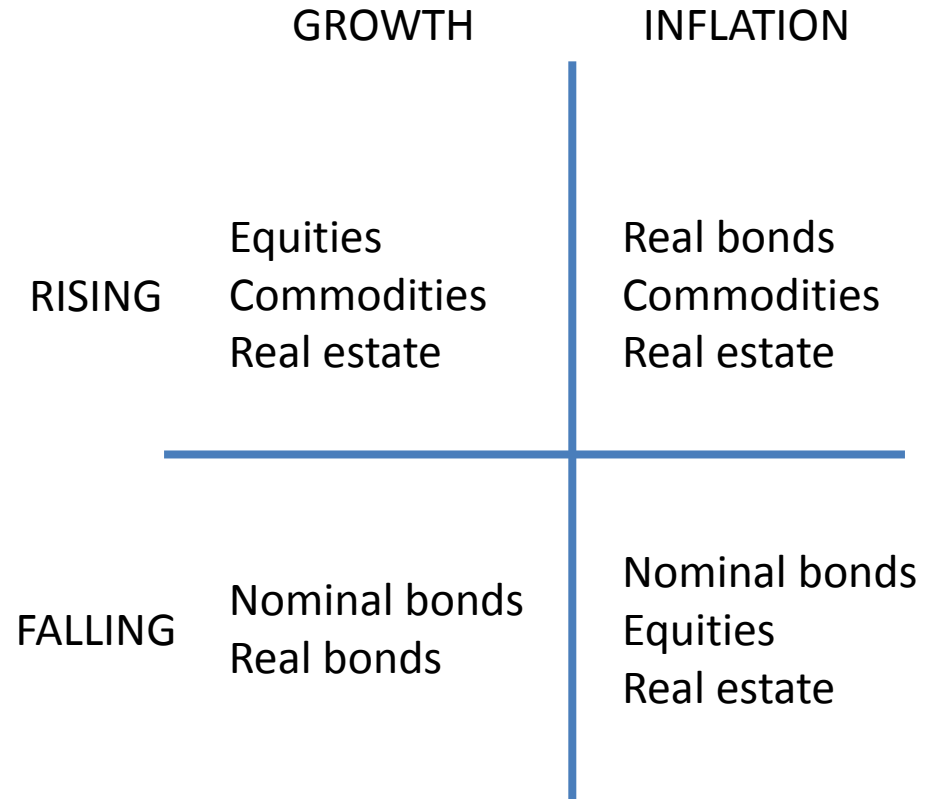 GROWTH
INFLATION
RISING
Equities
Commodities
Real estate
Real bonds
Commodities
Real estate
FALLING
Nominal bonds
Real bonds
Nominal bonds
Equities
Real estate